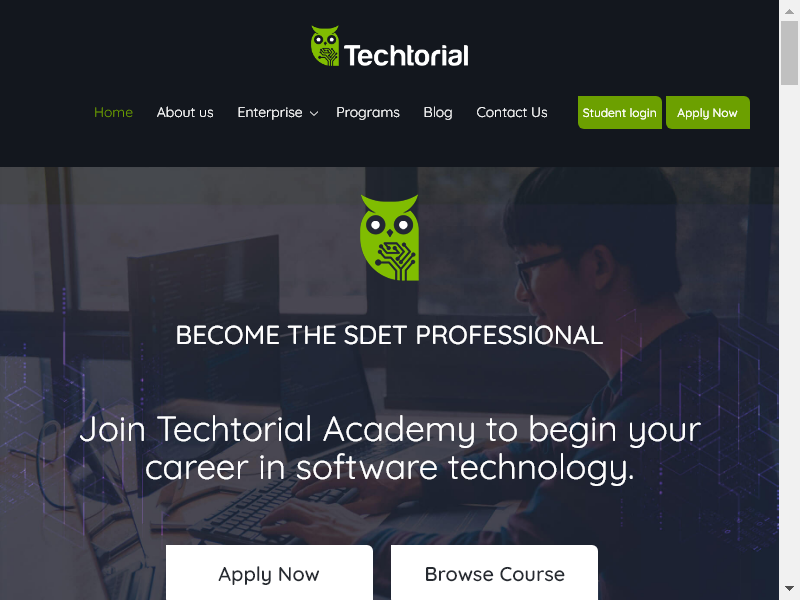 Techtorial
Home About us Enterprise Programs Blog Contact Us Student login Apply Now
BECOME THE SDET PROFESSIONAL
Join Techtorial Academy to begin your
career in software technology.
Apply Now Browse Course